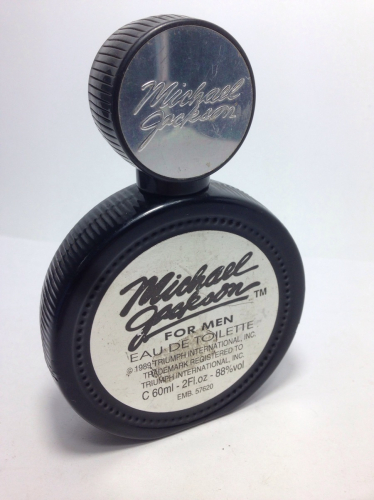 Michael
Jackson
Michael
Jackson ™
FOR MEN
EAU DE TOILETTE
© 1989 TRIUMPH INTERNATIONAL, INC.
TRADEMARK REGISTERED TO
TRIUMPH INTERNATIONAL, INC.
C 60ml - 2Fl.oz - 88%vol
EMB. 57620